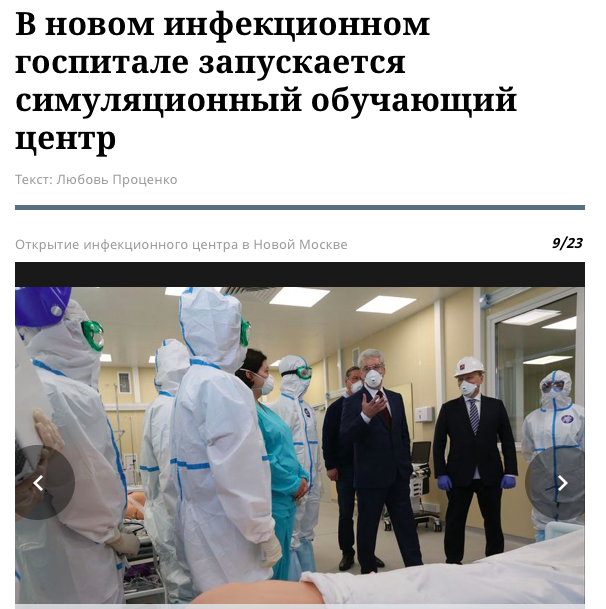 В новом инфекционном
госпитале запускается
симуляционный обучающий
центр
Текст: Любовь Проценко
Открытие инфекционного центра в Новой Москве
9/23